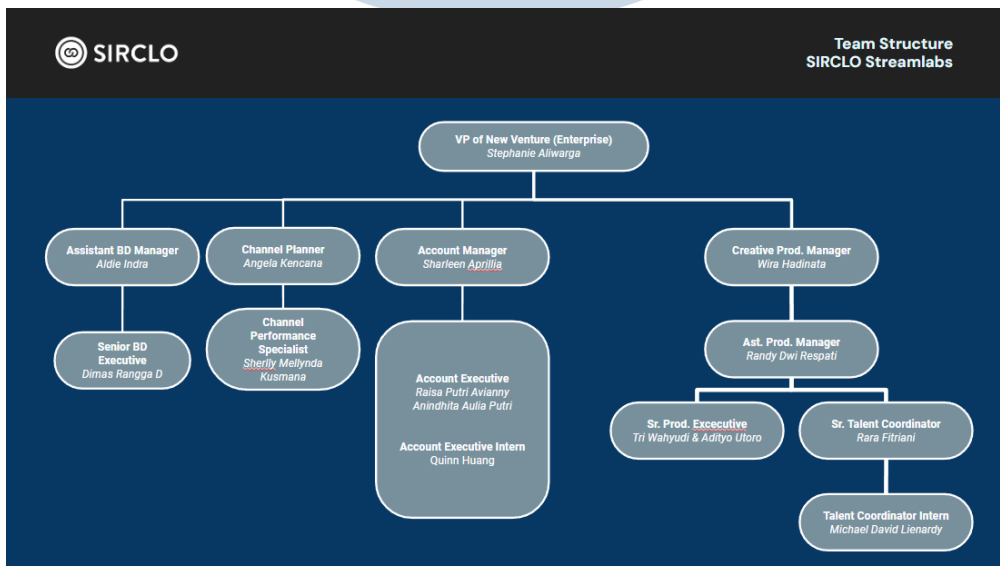 SIRCLO
Team Structure
SIRCLO Streamlabs
VP of New Venture (Enterprise)
Stephanie Aliwarga
Assistant BD Manager
Aldie Indra
Channel Planner
Angela Kencana
Account Manager
Sharleen Aprillia
Creative Prod. Manager
Wira Hadinata
Senior BD
Executive
Dimas Rangga D
Channel
Performance
Specialist
Sherlly Mellynda
Kusmana
Account Executive
Raisa Putri Avianny
Anindhita Aulia Putri
Account Executive Intern
Quinn Huang
Ast. Prod. Manager
Randy Dwi Respati
Sr. Prod. Excecutive
Tri Wahyudi & Adityo Utoro
Sr. Talent Coordinator
Rara Fitriani
Talent Coordinator Intern
Michael David Lienardy